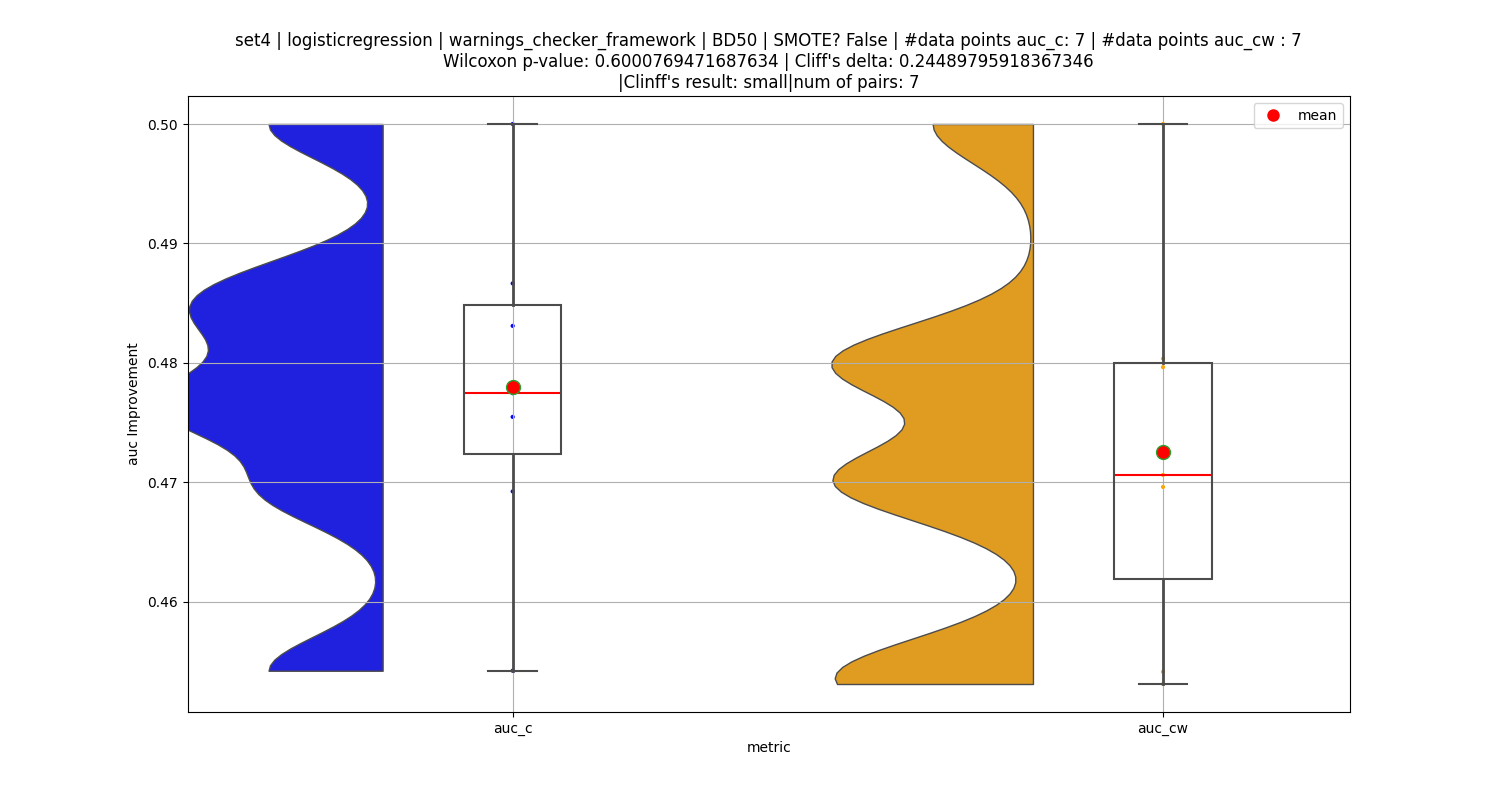 set4 | logisticregression | warnings_checker_framework | BD50 | SMOTE? False | #data points auc_c: 7 | #data points auc_cw : 7
Wilcoxon p-value: 0.6000769471687634 | Cliff's delta: 0.24489795918367346
|Clinff's result: small|num of pairs: 7
mean
0.50
0.49
0.48
0.47
0.46
auc Improvement
auc_c
auc_cw
metric